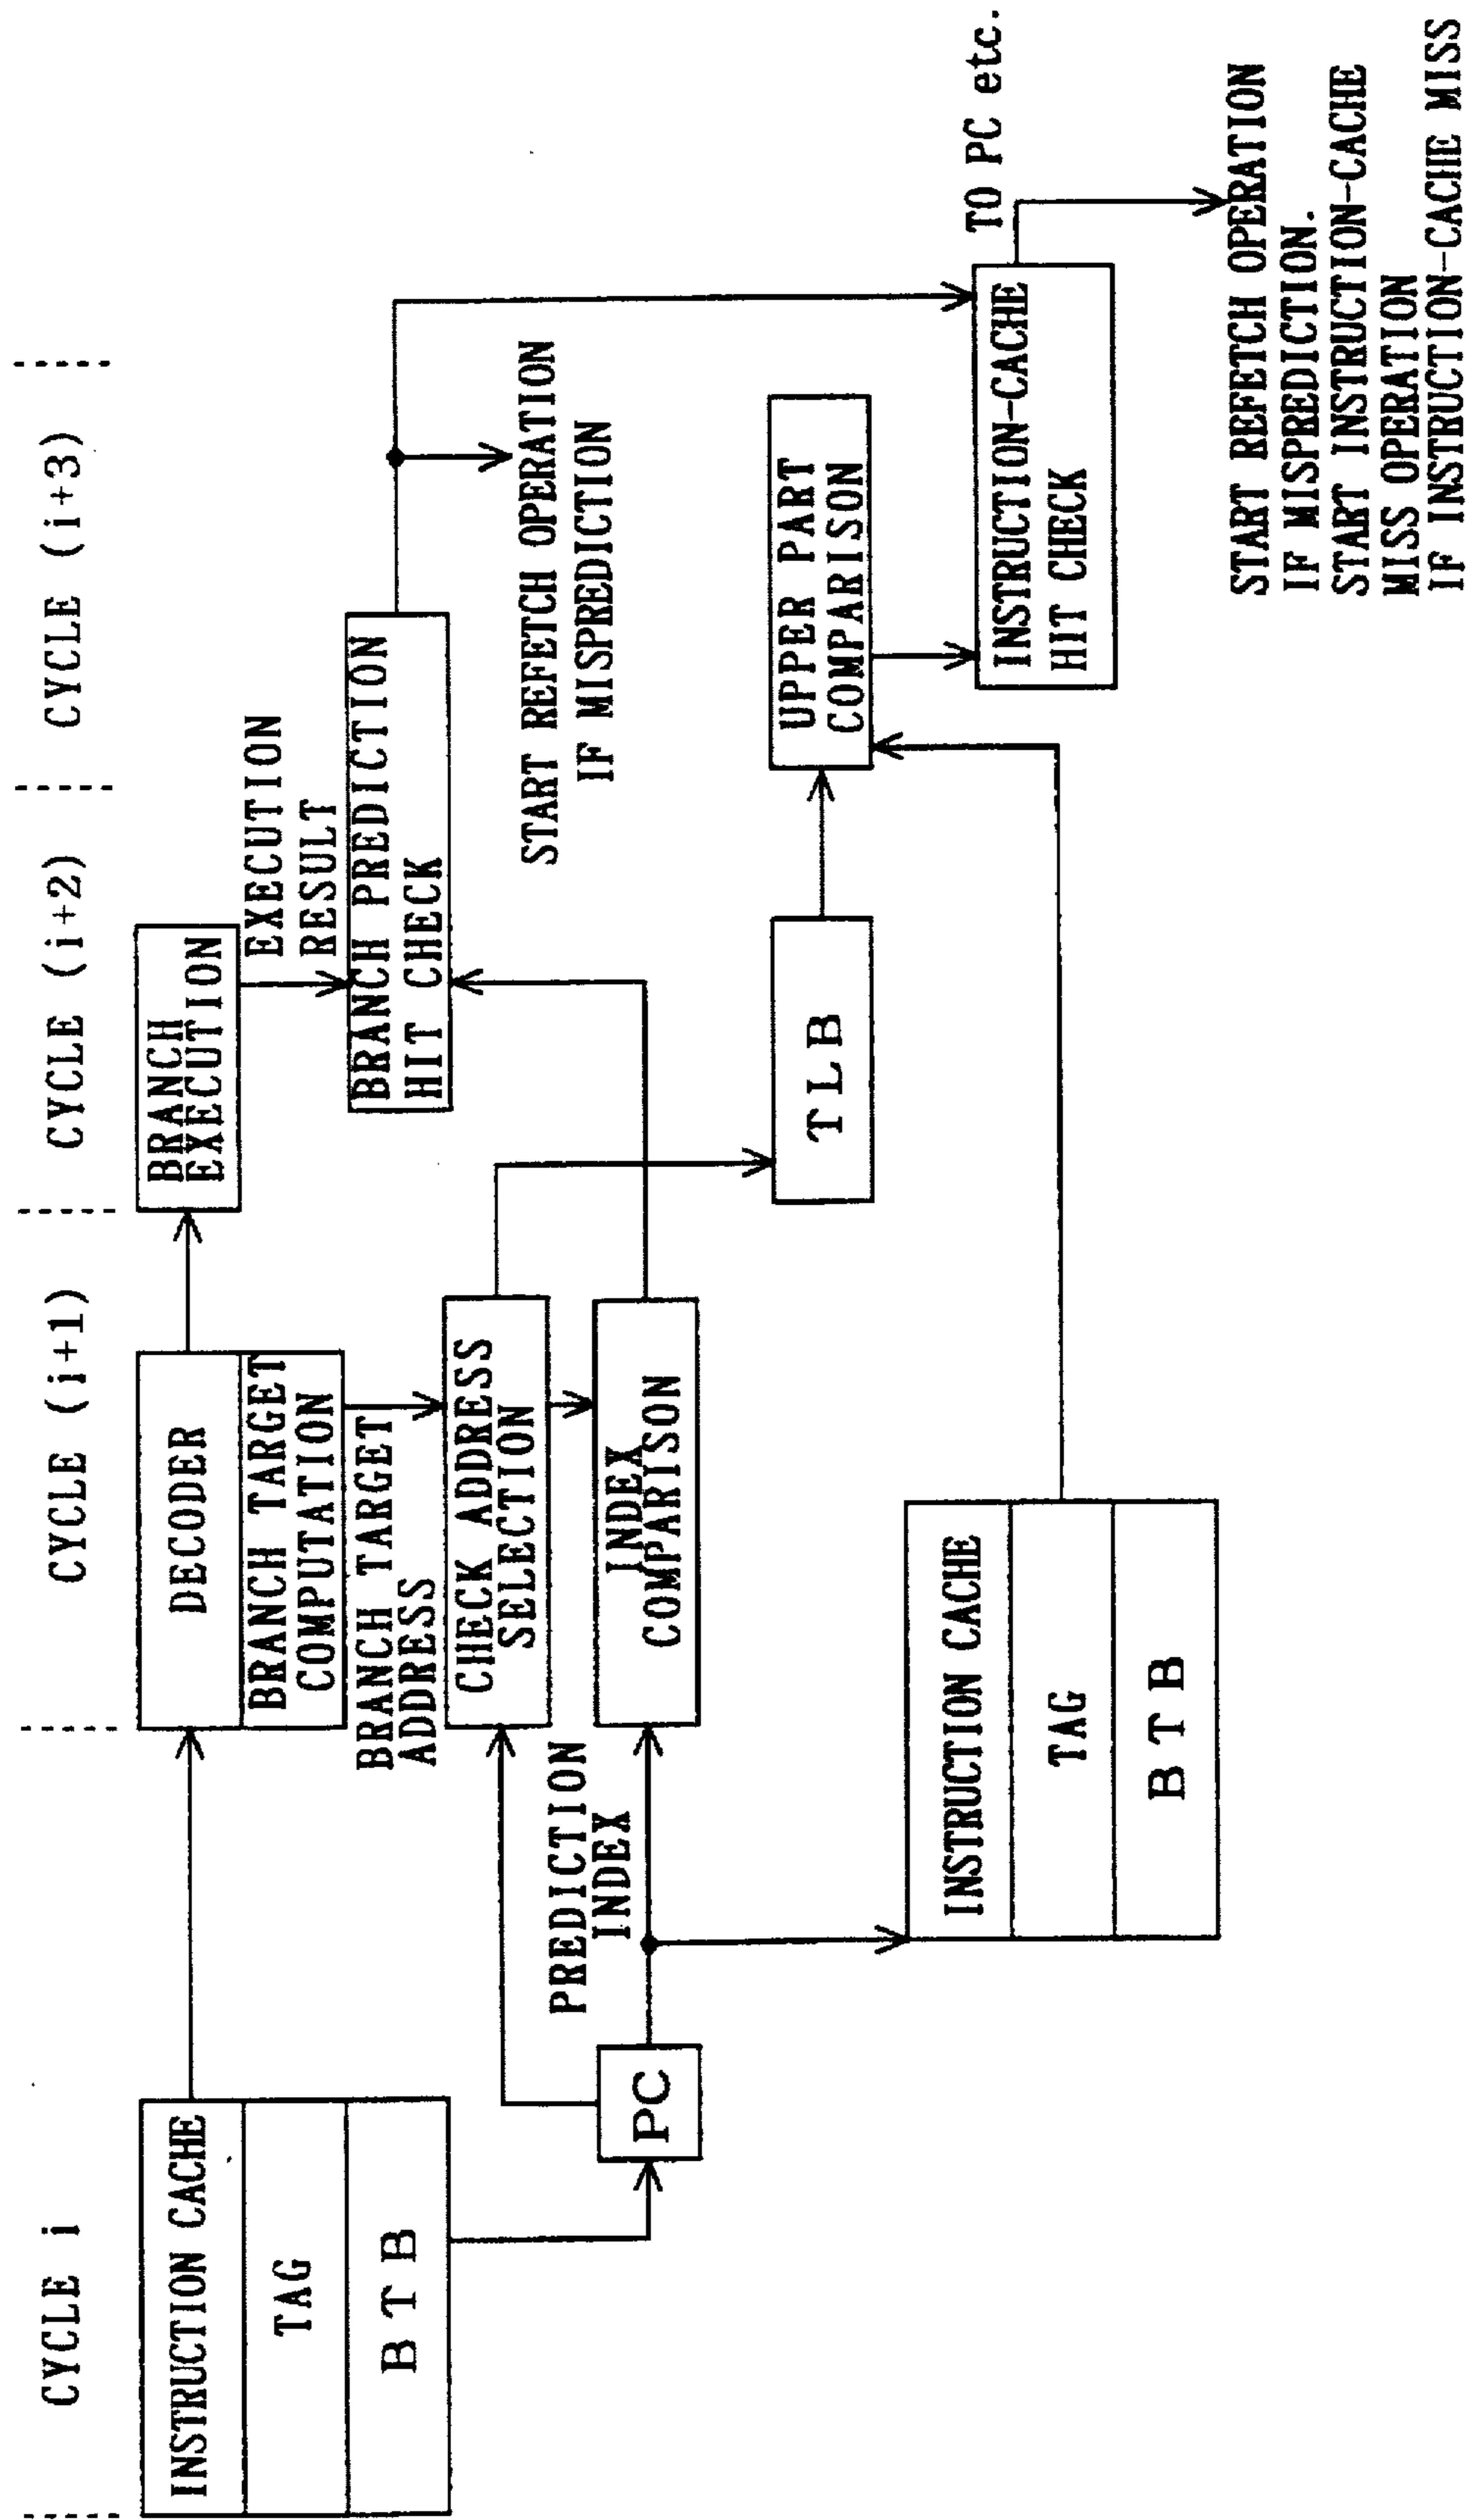 CYCLE i
CYCLE (i+1)
CYCLE (i+2)
CYCLE (i+3)
INSTRUCTION CACHE
TAG
B T B
PC
PREDICTION
INDEX
DECODER
BRANCH TARGET
COMPUTATION
BRANCH TARGET
ADDRESS
CHECK ADDRESS
SELECTION
INDEX
COMPARISON
INSTRUCTION CACHE
TAG
B T B
BRANCH
EXECUTION
EXECUTION
RESULT
BRANCH PREDICTION
HIT CHECK
START REFETCH OPERATION
IF MISPREDICTION
T L B
UPPER PART
COMPARISON
INSTRUCTION-CACHE
HIT CHECK
TO PC etc.
START REFETCH OPERATION
IF MISPREDICTION.
START INSTRUCTION-CACHE
MISS OPERATION
IF INSTRUCTION-CACHE MISS